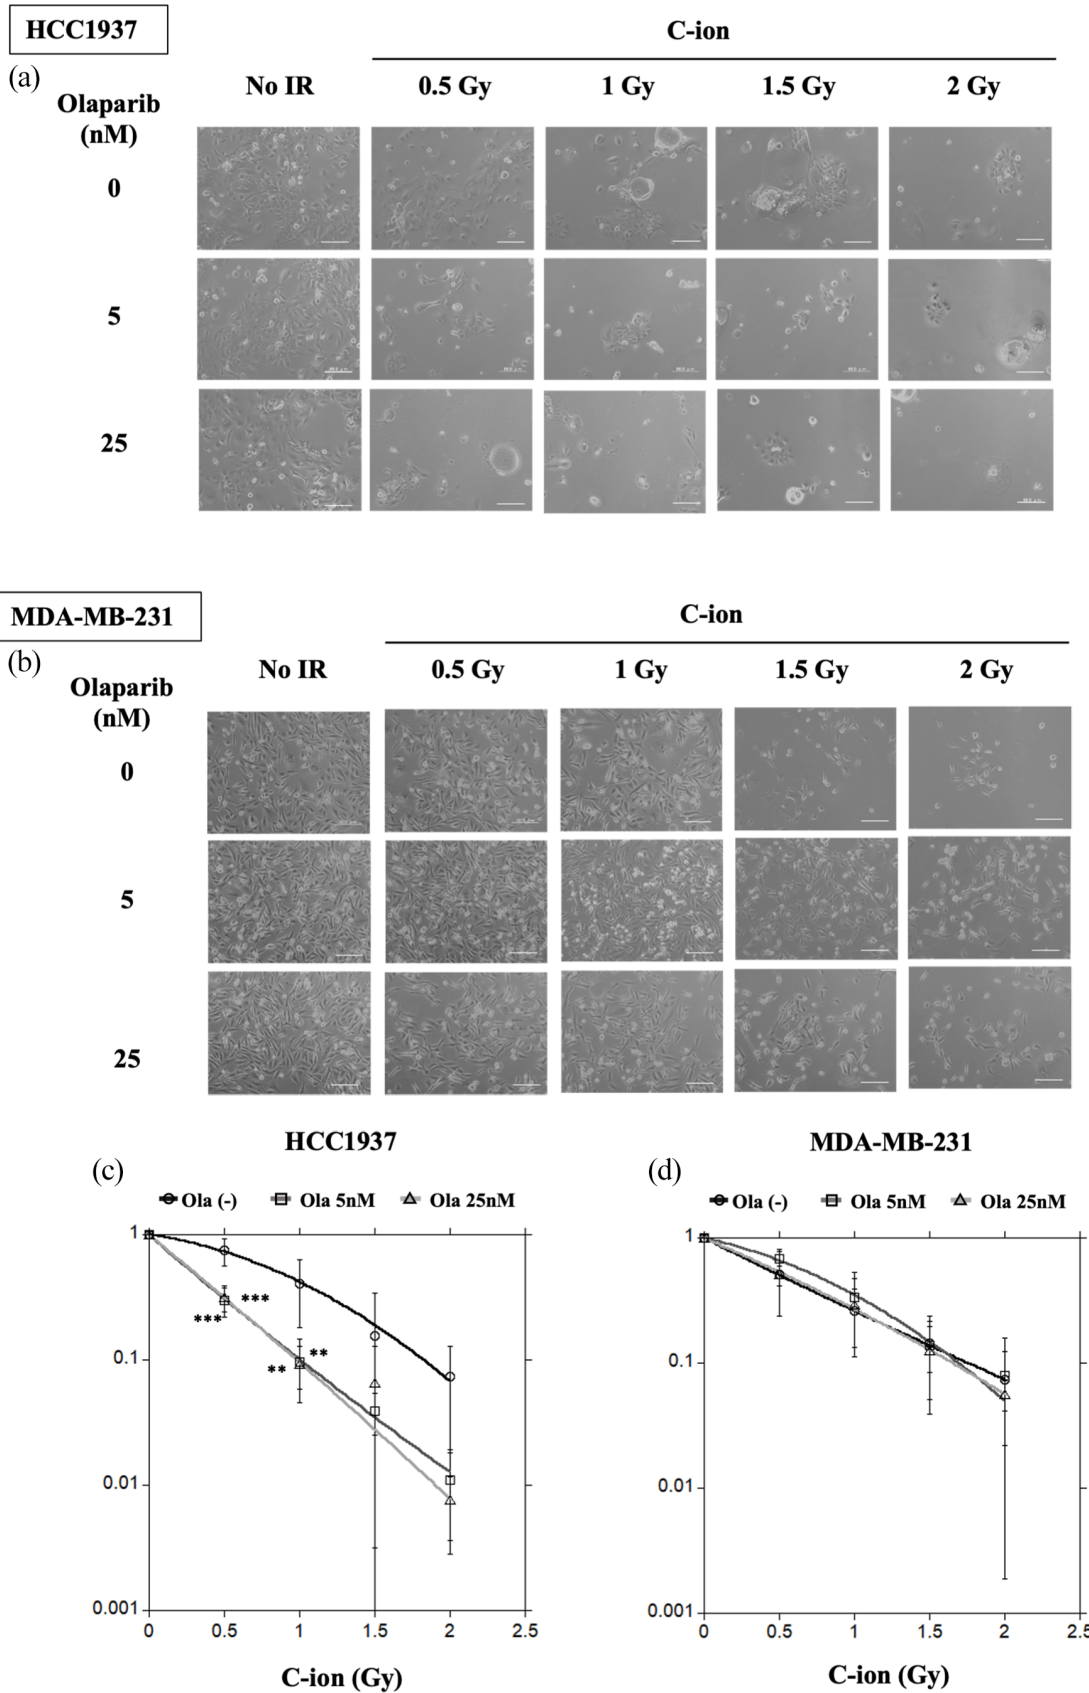 HCC1937
C-ion
(a)
No IR
0.5 Gy
1 Gy
1.5 Gy
2 Gy
Olaparib
(nM)
0
5
25
MDA-MB-231
C-ion
(b)
No IR
0.5 Gy
1 Gy
1.5 Gy
2 Gy
Olaparib
(nM)
0
5
25
HCC1937
(c)
Ola (-)
Ola 5nM
Ola 25nM
1
0.1
0.01
0.001
***
***
**
**
0
0.5
1
1.5
2
2.5
C-ion (Gy)
MDA-MB-231
(d)
Ola (-)
Ola 5nM
Ola 25nM
1
0.1
0.01
0.001
0
0.5
1
1.5
2
C-ion (Gy)